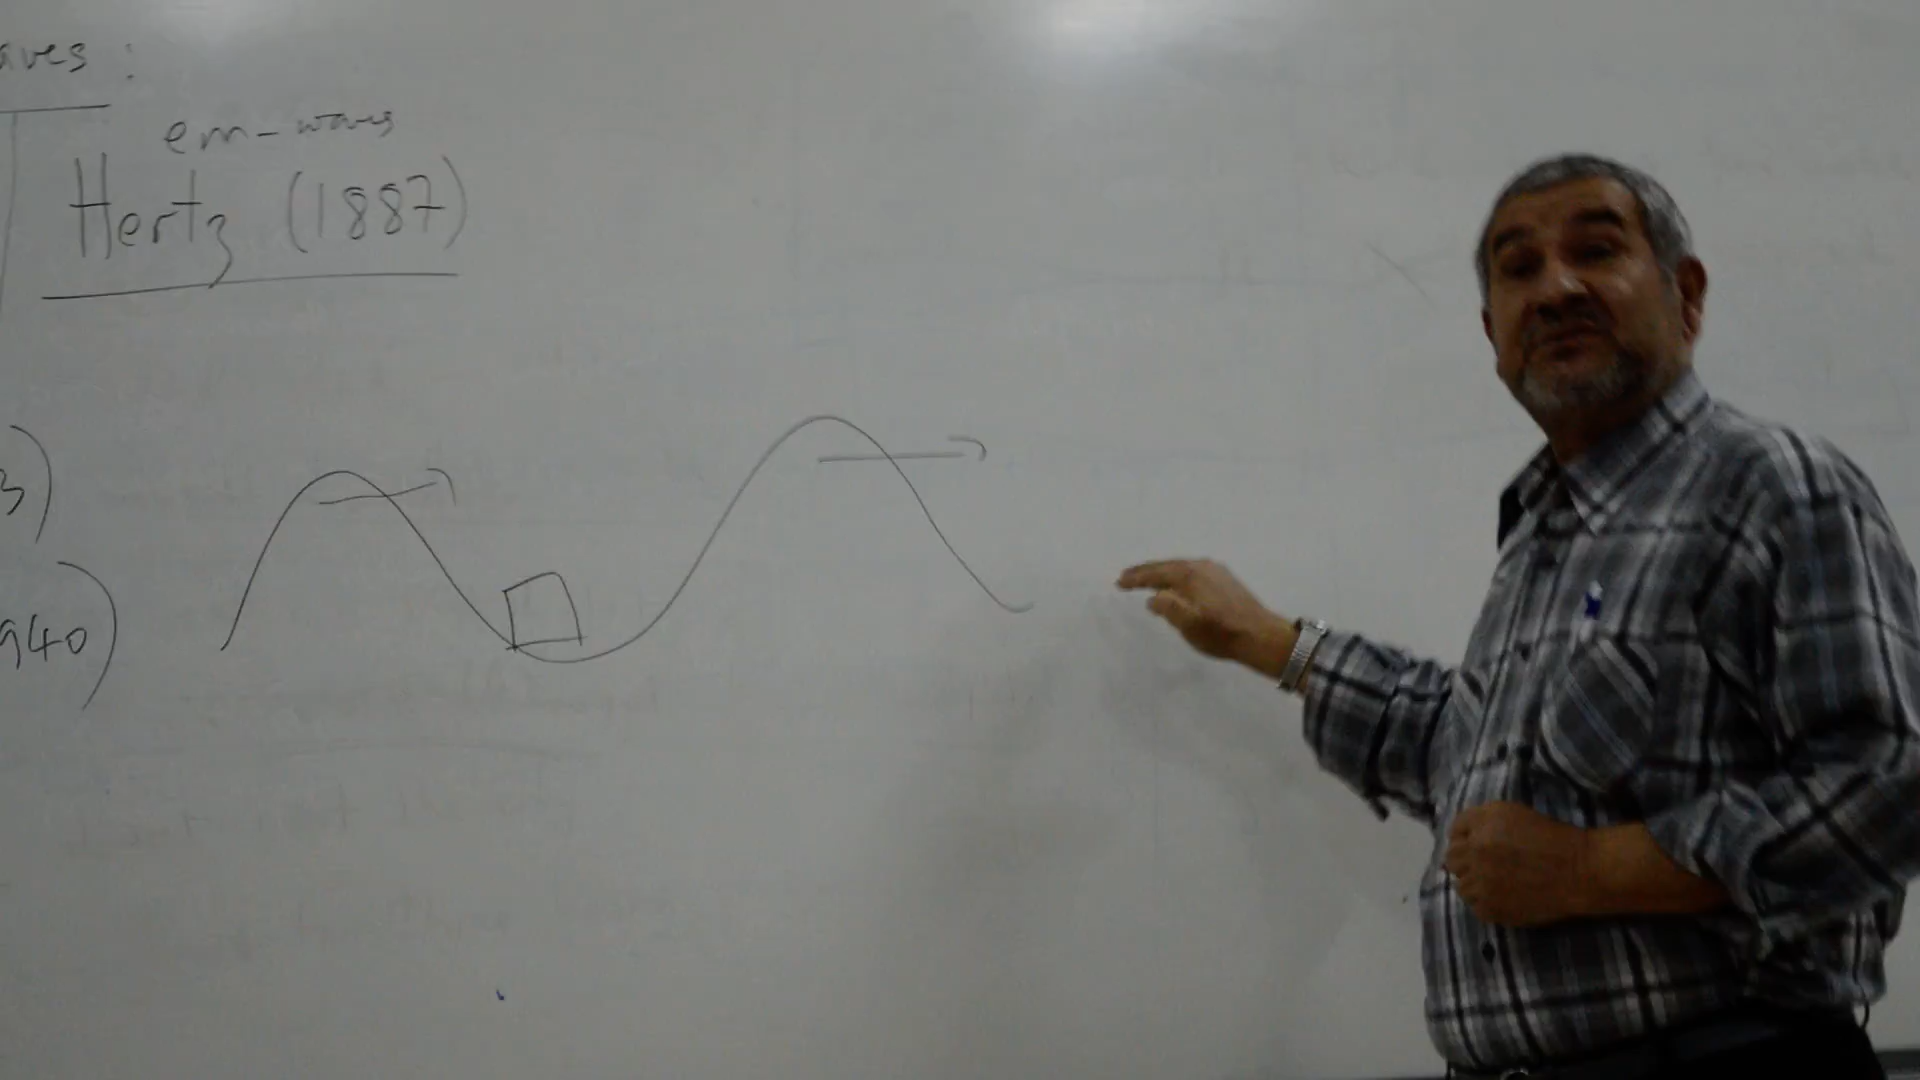 aves :
em-waves
Hertz (1887)
3)
940)